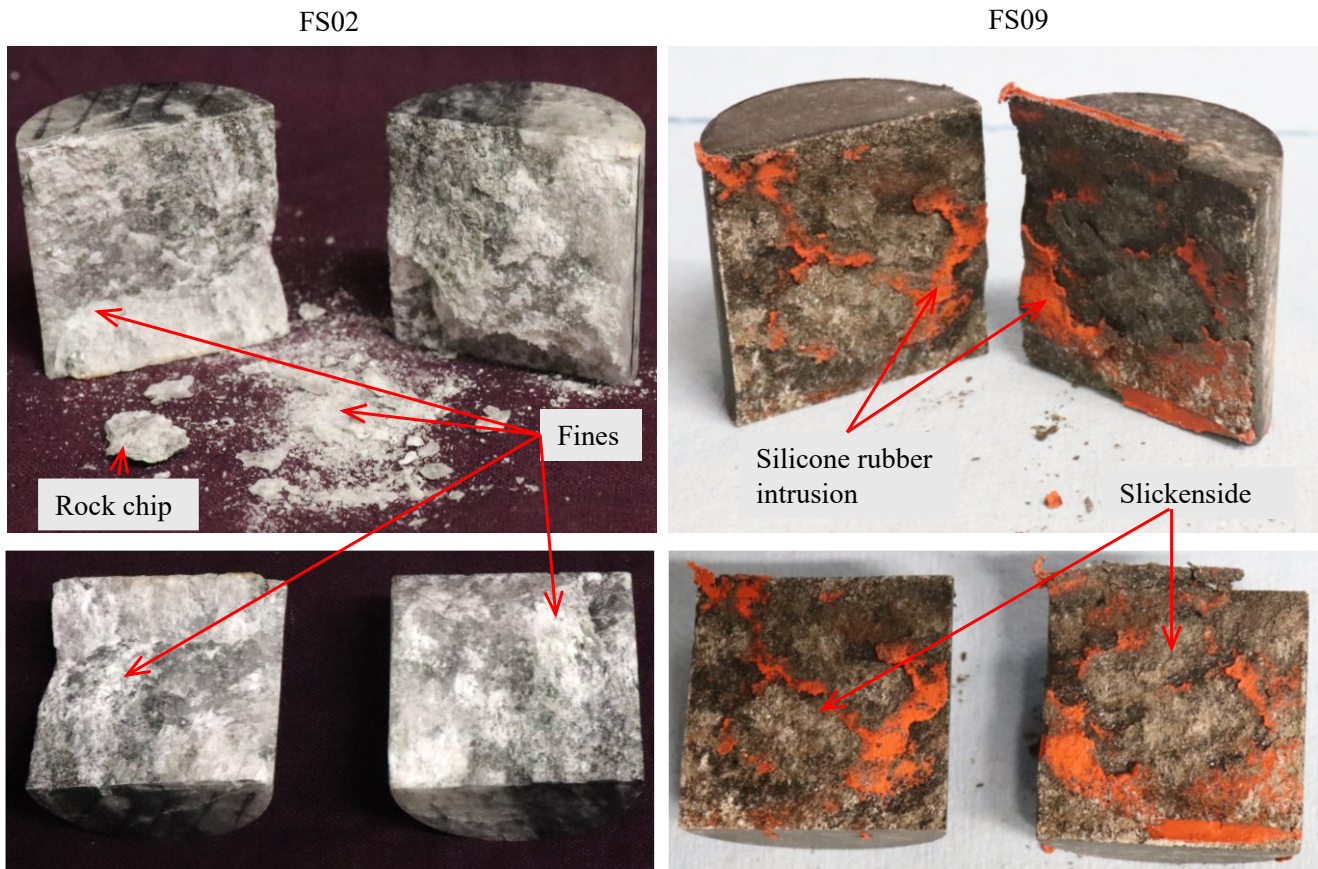 FS02
FS09
Fines
Rock chip
Silicone rubber
intrusion
Slickenside